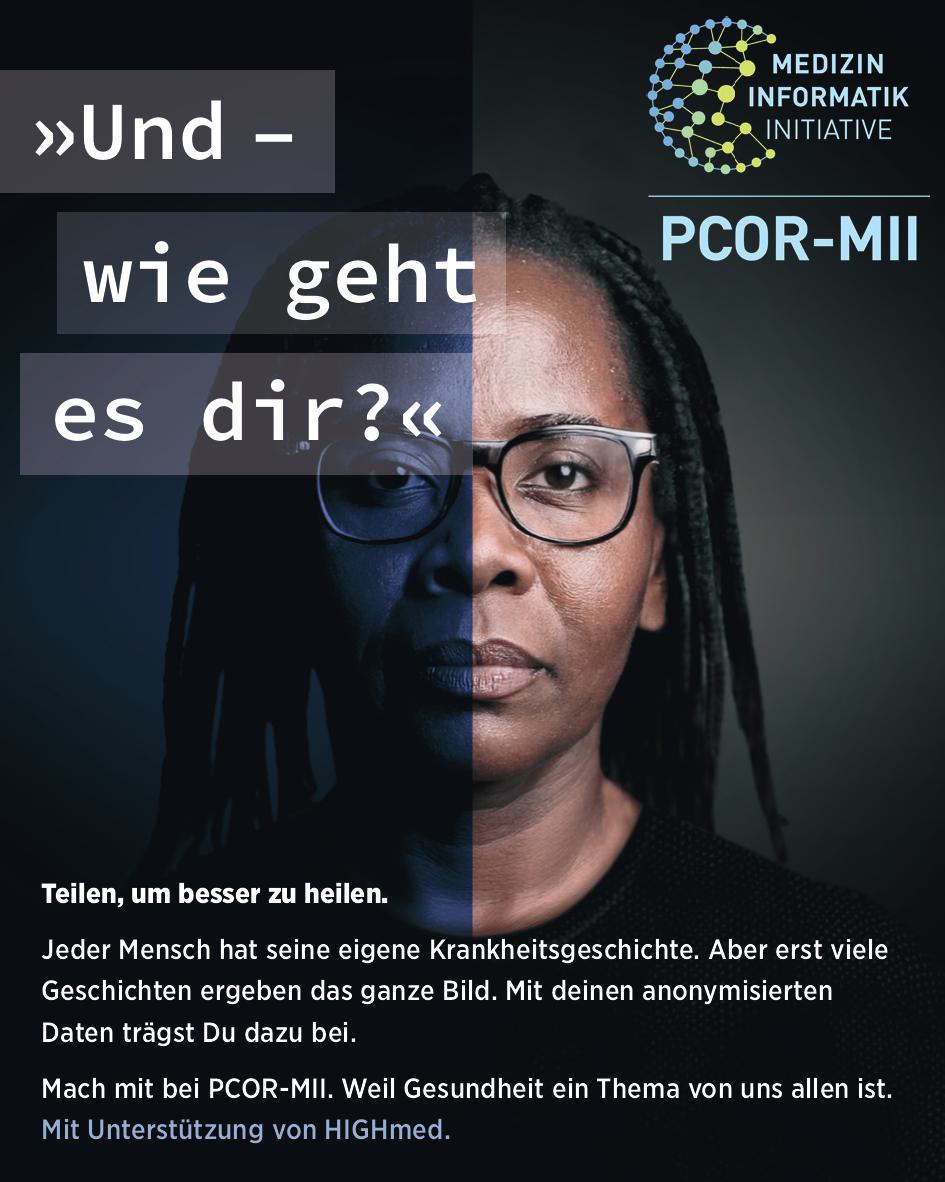 »Und –
wie geht
es dir?«
MEDIZIN
INFORMATIK
INITIATIVE
PCOR-MII
Teilen, um besser zu heilen.
Jeder Mensch hat seine eigene Krankheitsgeschichte. Aber erst viele
Geschichten ergeben das ganze Bild. Mit deinen anonymisierten
Daten trägst Du dazu bei.
Mach mit bei PCOR-MII. Weil Gesundheit ein Thema von uns allen ist.
Mit Unterstützung von HIGHmed.